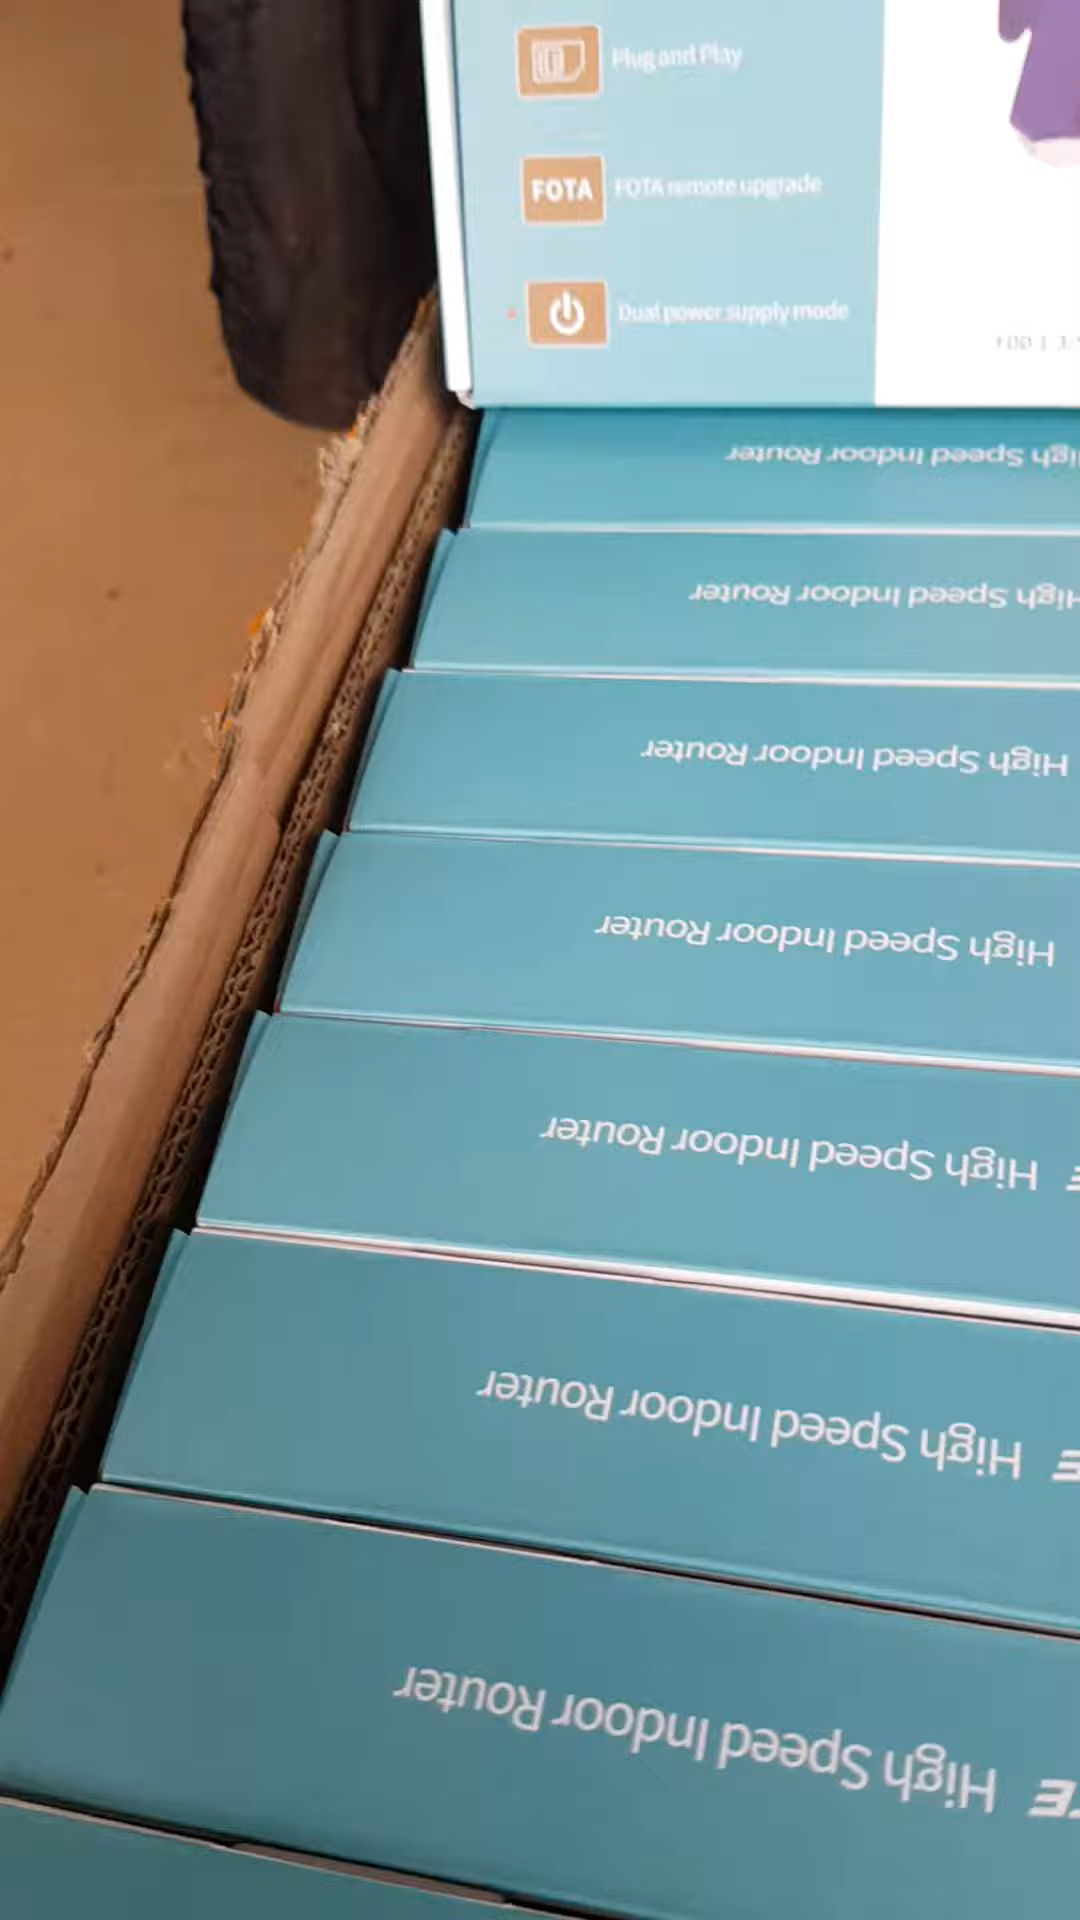 Plug and Play
FOTA FOTA remote upgrade
Dual power supply mode
High Speed Indoor Router
High Speed Indoor Router
High Speed Indoor Router
High Speed Indoor Router
High Speed Indoor Router
High Speed Indoor Router
High Speed Indoor Router